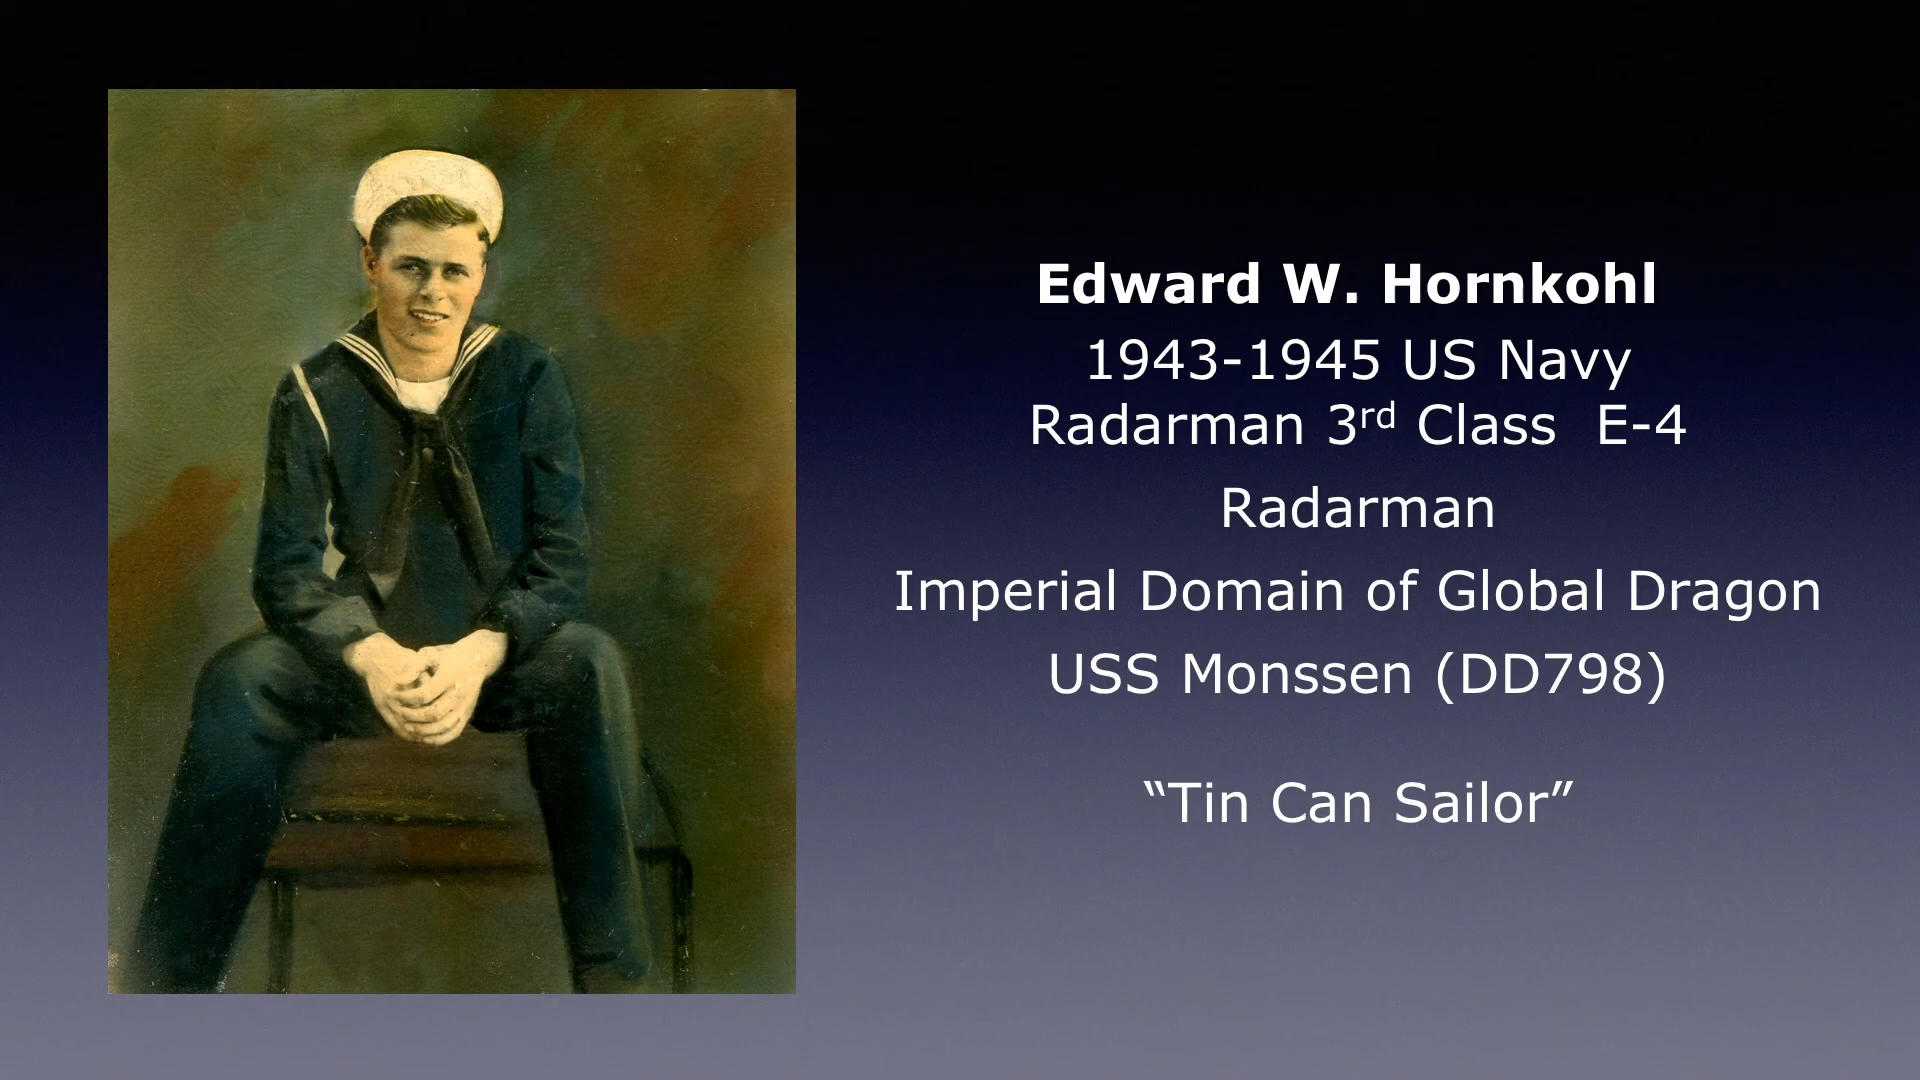 Edward W. Hornkohl
1943-1945 US Navy
Radarman 3rd Class  E-4
Radarman
Imperial Domain of Global Dragon
USS Monssen (DD798)
“Tin Can Sailor”